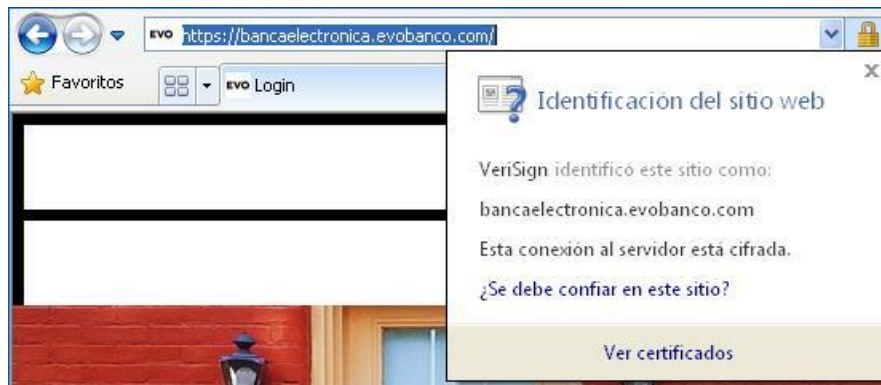 EVO https://bancaelectronica.evobanco.com/
Favoritos
EVO Login
x
Identificación del sitio web
VeriSign identificó este sitio como:
bancaelectronica.evobanco.com
Esta conexión al servidor está cifrada.
¿Se debe confiar en este sitio?
Ver certificados